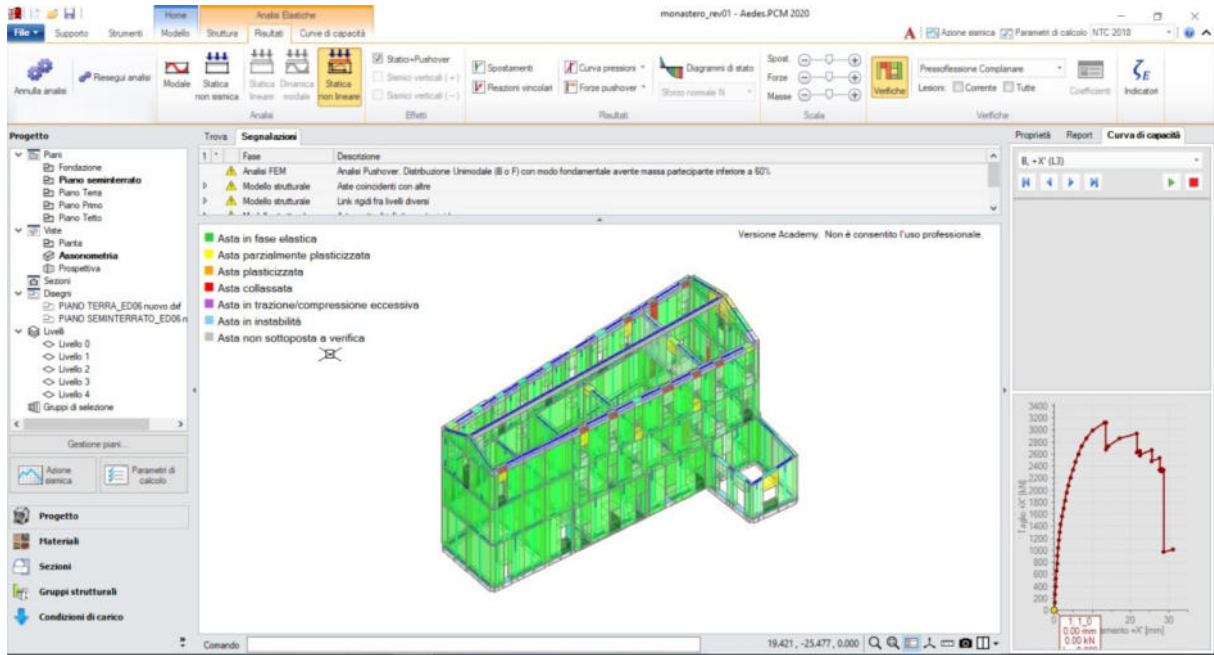 Home Analisi Elastiche monastero_rev01 - Aedes.PCM 2020
File Supporto Strumenti Modello Struttura Risultati Curve di capacità Azione sismica Parametri di calcolo NTC 2018
Annulla analisi
Riesegui analisi
Modale
Statica non sismica
Statica lineare
Dinamica modale
Statica non lineare
Analisi
Statici+Pushover
Sismici verticali (+)
Sismici verticali (-)
Effetti
Spostamenti
Reazioni vincolari
Curva pressioni
Forze pushover
Diagrammi di stato
Sforzo normale N
Risultati
Spost
Forze
Masse
Scala
Verifiche
Pressoflessione Complanare
Lesioni: Corrente Tutte
Coefficienti
ζE
Indicatori
Verifiche
Progetto
Piani
Fondazione
Piano seminterrato
Piano Terra
Piano Primo
Piano Tetto
Viste
Pianta
Assonometria
Prospettiva
Sezioni
Disegni
PIANO TERRA_ED06 nuovo.dxf
PIANO SEMINTERRATO_ED06 n
Livelli
Livello 0
Livello 1
Livello 2
Livello 3
Livello 4
Gruppi di selezione
Gestione piani...
Azione sismica
Parametri di calcolo
Progetto
Materiali
Sezioni
Gruppi strutturali
Condizioni di carico
Trova Segnalazioni
1 Fase Descrizione
Analisi FEM Analisi Pushover: Distribuzione Unimodale (B o F) con modo fondamentale avente massa partecipante inferiore a 60%
Modello strutturale Aste coincidenti con altre
Modello strutturale Link rigidi fra livelli diversi
Asta in fase elastica
Asta parzialmente plasticizzata
Asta plasticizzata
Asta collassata
Asta in trazione/compressione eccessiva
Asta in instabilità
Asta non sottoposta a verifica
Versione Academy. Non è consentito l'uso professionale.
Comando
19.421, -25.477, 0.000
Proprietà Report Curva di capacità
B, +X' (L3)
3400
3200
3000
2800
2600
2400
2200
2000
1800
1600
1400
1200
1000
800
600
400
200
0
Taglio +X' [kN]
0 20 30
1: 1_0
0.00 mm
0.00 kN
amento +X' [mm]